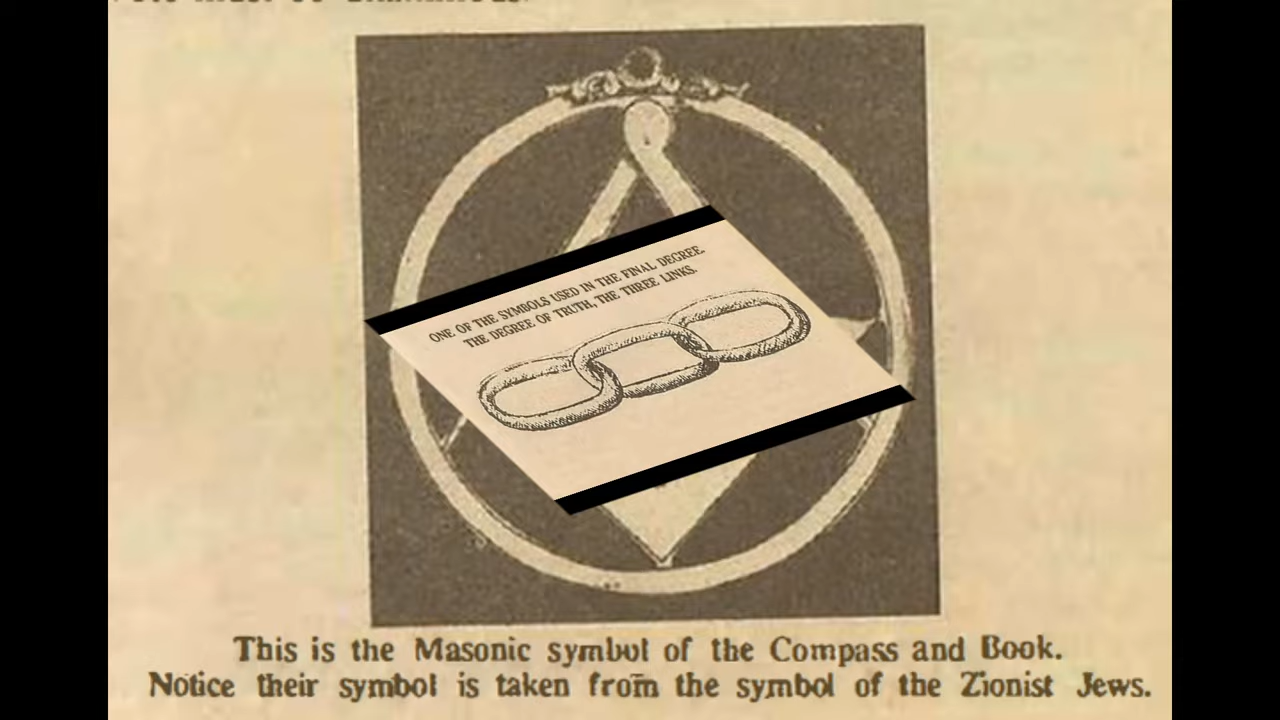 ONE OF THE SYMBOLS USED IN THE FINAL DEGREE.
THE DEGREE OF TRUTH, THE THREE LINKS.
This is the Masonic symbol of the Compass and Book.
Notice their symbol is taken from the symbol of the Zionist Jews.